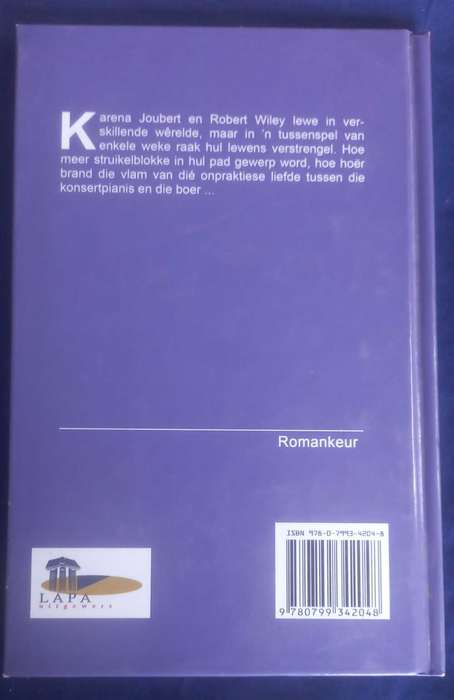 Karena Joubert en Robert Wiley lewe in ver-
skillende wêrelde, maar in 'n tussenspel van
enkele weke raak hul lewens verstrengel. Hoe
meer struikelblokke in hul pad gewerp word, hoe hoër
brand die vlam van dié onpraktiese liefde tussen die
konsertpianis en die boer ...
Romankeur
LAPA
uitgewers
ISBN 978-0-7993-4204-8
9 780799 342048